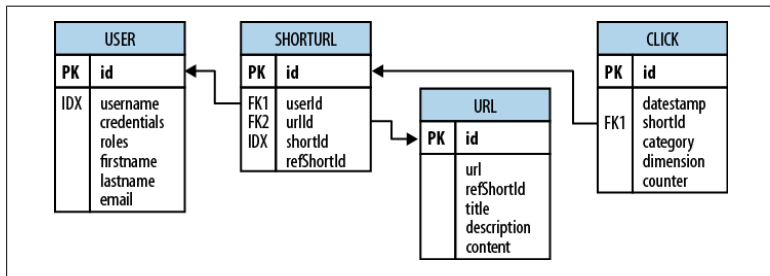 USER
PK id
IDX username
credentials
roles
firstname
lastname
email
SHORTURL
PK id
FK1 userId
FK2 urlId
IDX shortId
refShortId
URL
PK id
url
refShortId
title
description
content
CLICK
PK id
datestamp
FK1 shortId
category
dimension
counter